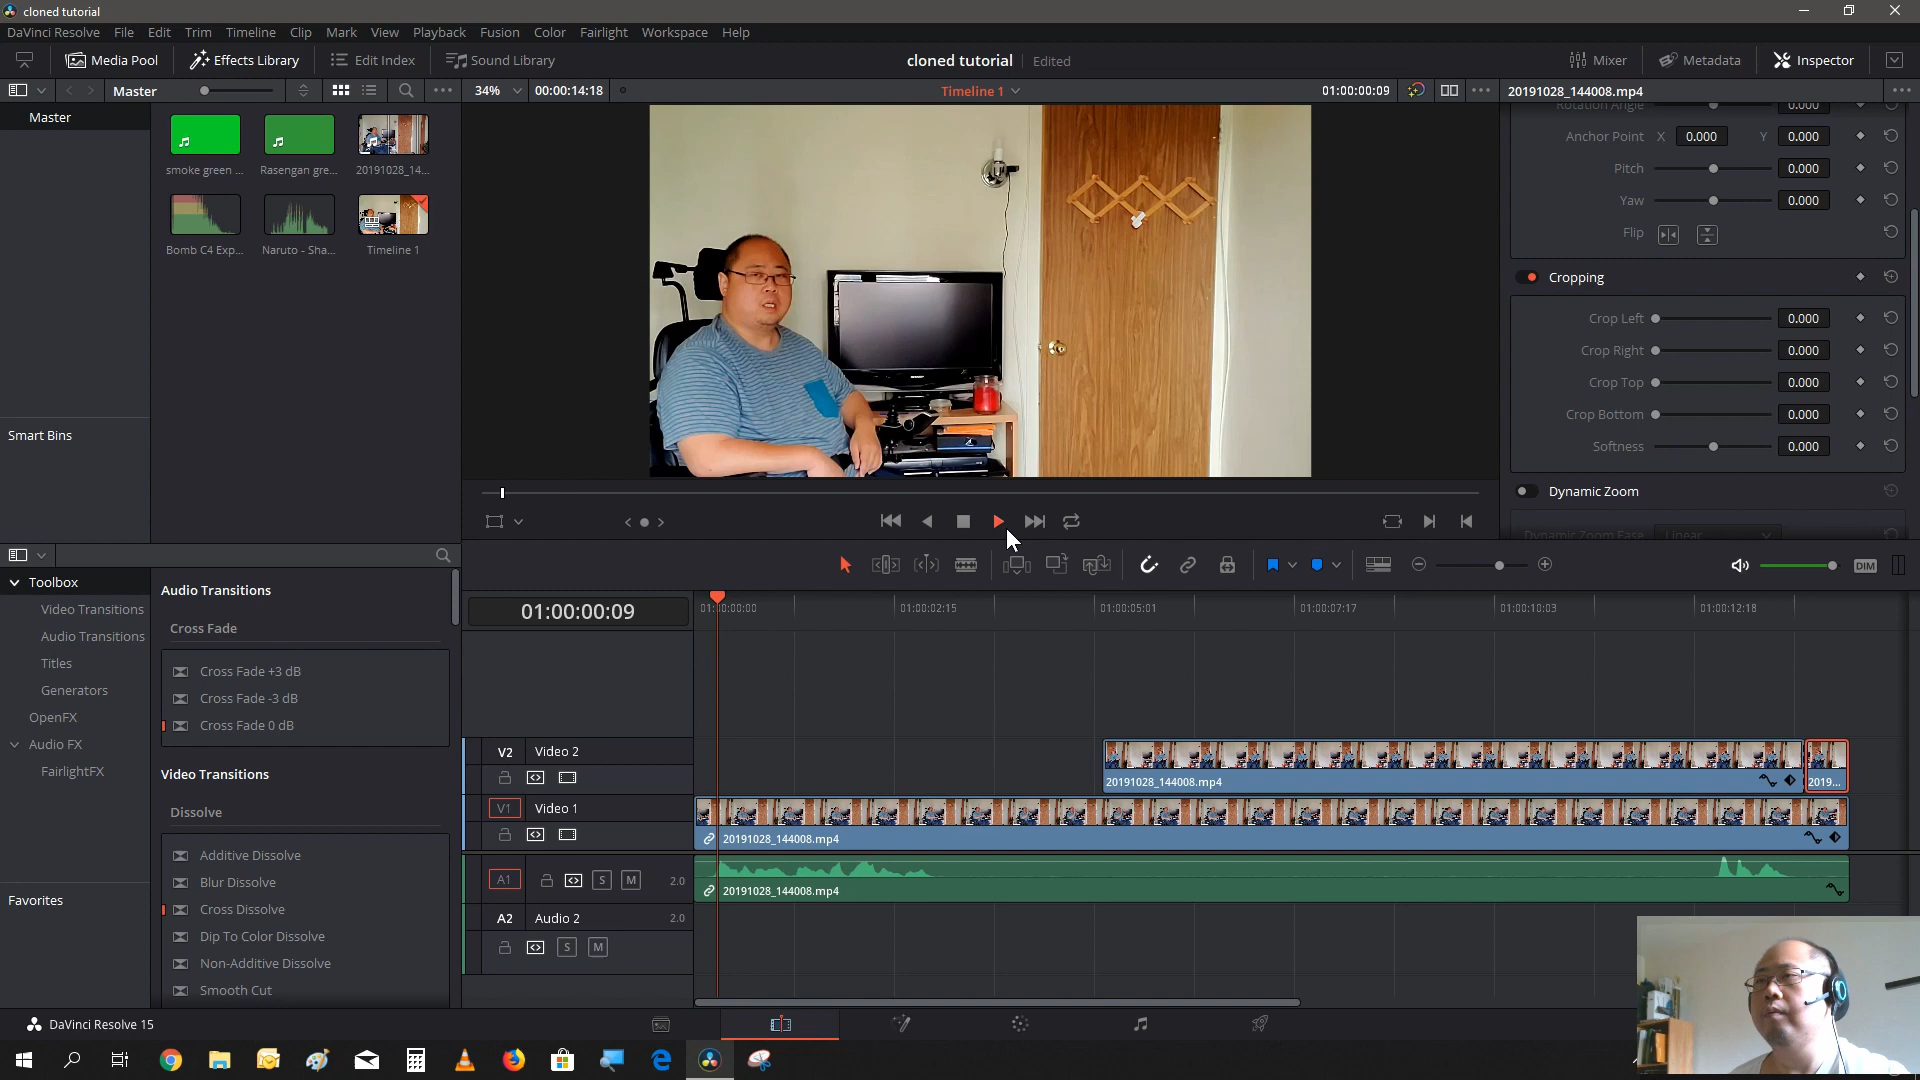 cloned tutorial
DaVinci Resolve File Edit Trim Timeline Clip Mark View Playback Fusion Color Fairlight Workspace Help
Media Pool Effects Library Edit Index Sound Library cloned tutorial Edited Mixer Metadata Inspector
Master 34% 00:00:14:18 Timeline 1 01:00:00:09 20191028_144008.mp4
Master
smoke green ... Rasengan gre... 20191028_14...
Bomb C4 Exp... Naruto - Sha... Timeline 1
Smart Bins
Rotation Angle 0.000
Anchor Point X 0.000 Y 0.000
Pitch 0.000
Yaw 0.000
Flip
Cropping
Crop Left 0.000
Crop Right 0.000
Crop Top 0.000
Crop Bottom 0.000
Softness 0.000
Dynamic Zoom
Dynamic Zoom Ease Linear
DIM
Toolbox
Video Transitions
Audio Transitions
Titles
Generators
OpenFX
Audio FX
FairlightFX
Favorites
Audio Transitions
Cross Fade
Cross Fade +3 dB
Cross Fade -3 dB
Cross Fade 0 dB
Video Transitions
Dissolve
Additive Dissolve
Blur Dissolve
Cross Dissolve
Dip To Color Dissolve
Non-Additive Dissolve
Smooth Cut
01:00:00:09 01:00:00:00 01:00:02:15 01:00:05:01 01:00:07:17 01:00:10:03 01:00:12:18
V2 Video 2
20191028_144008.mp4 2019...
V1 Video 1
20191028_144008.mp4
A1 S M 2.0
20191028_144008.mp4
A2 Audio 2 2.0
S M
DaVinci Resolve 15